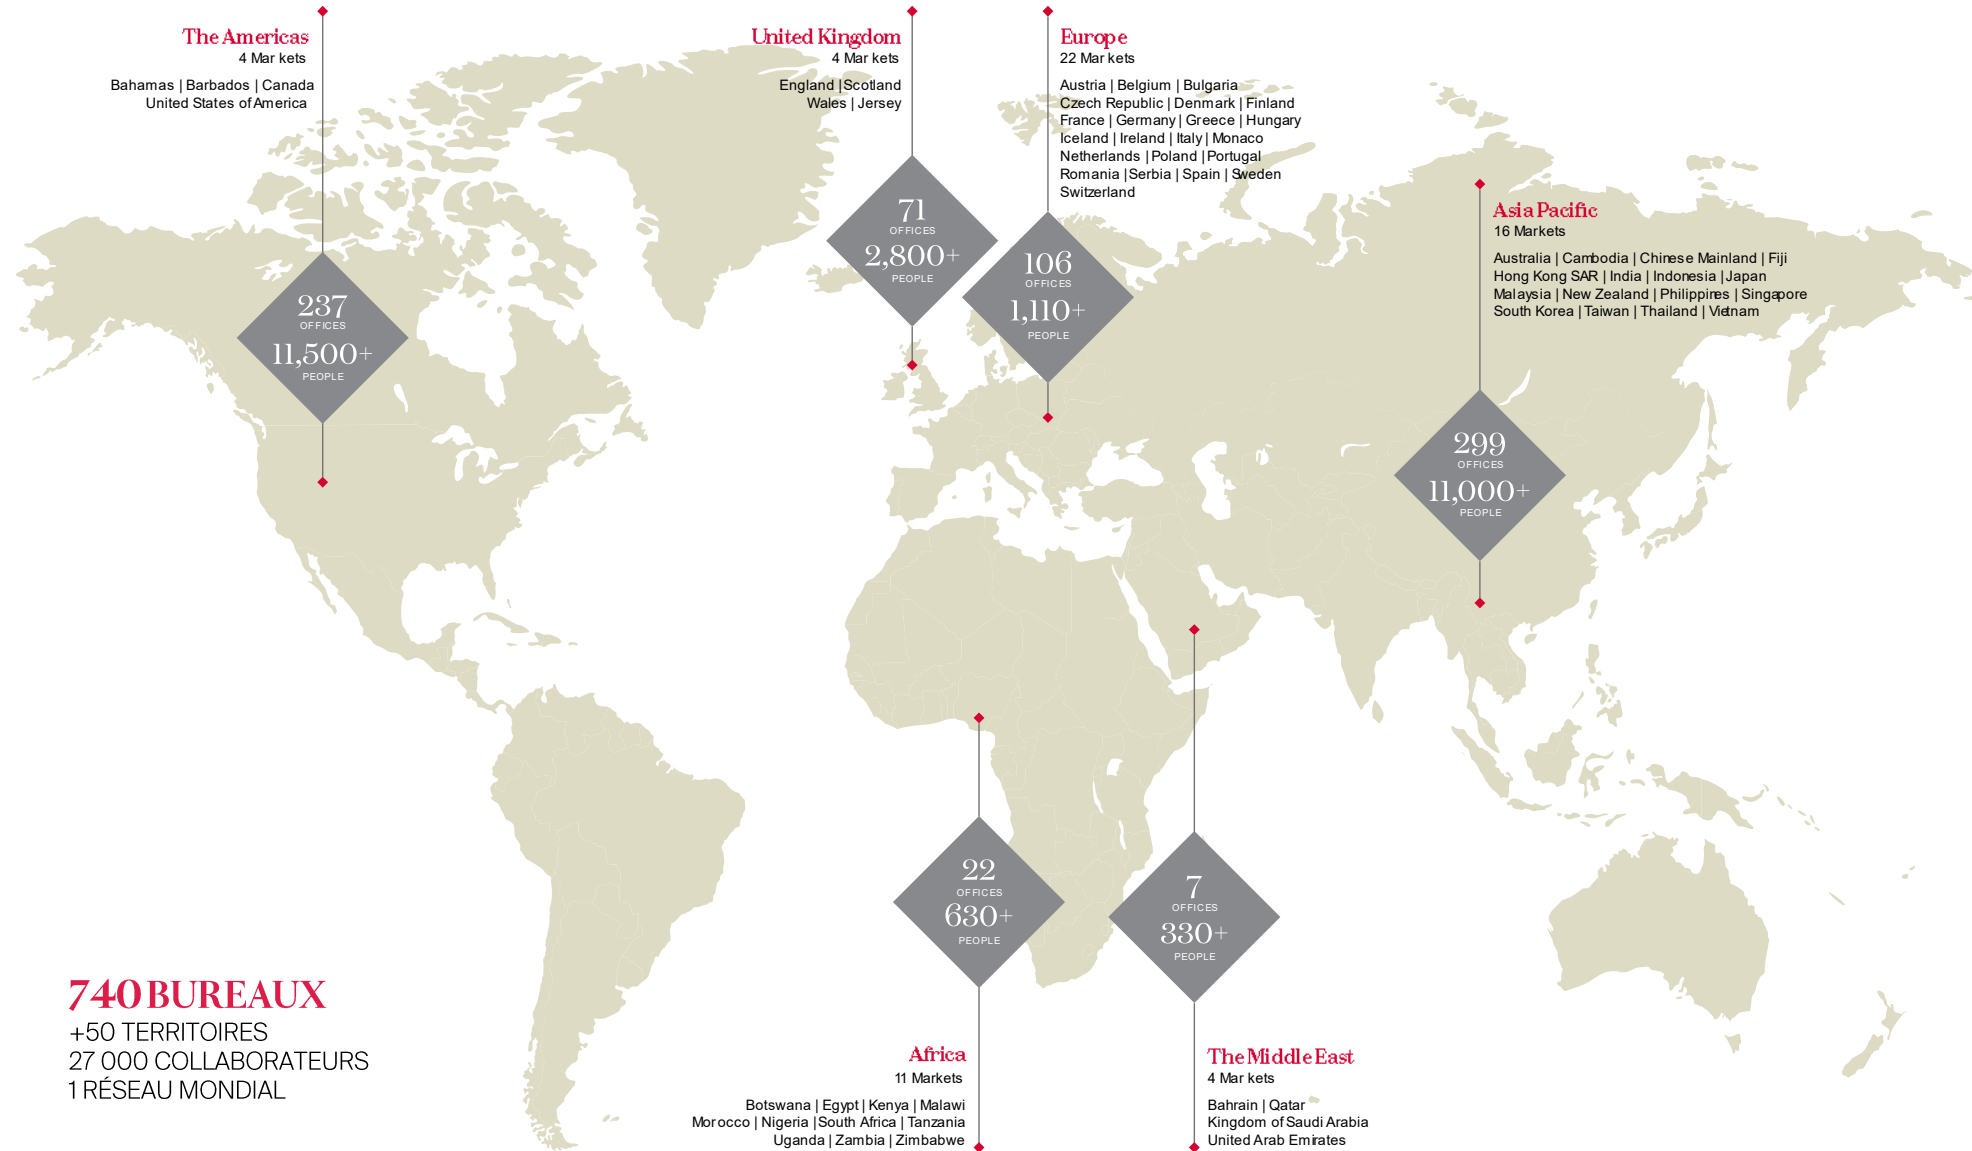 The Americas
4 Markets
Bahamas | Barbados | Canada
United States of America
237
OFFICES
11,500+
PEOPLE
United Kingdom
4 Markets
England | Scotland
Wales | Jersey
71
OFFICES
2,800+
PEOPLE
Europe
22 Markets
Austria | Belgium | Bulgaria
Czech Republic | Denmark | Finland
France | Germany | Greece | Hungary
Iceland | Ireland | Italy | Monaco
Netherlands | Poland | Portugal
Romania | Serbia | Spain | Sweden
Switzerland
106
OFFICES
1,110+
PEOPLE
Asia Pacific
16 Markets
Australia | Cambodia | Chinese Mainland | Fiji
Hong Kong SAR | India | Indonesia | Japan
Malaysia | New Zealand | Philippines | Singapore
South Korea | Taiwan | Thailand | Vietnam
299
OFFICES
11,000+
PEOPLE
22
OFFICES
630+
PEOPLE
Africa
11 Markets
Botswana | Egypt | Kenya | Malawi
Morocco | Nigeria | South Africa | Tanzania
Uganda | Zambia | Zimbabwe
7
OFFICES
330+
PEOPLE
The Middle East
4 Markets
Bahrain | Qatar
Kingdom of Saudi Arabia
United Arab Emirates
740 BUREAUX
+50 TERRITOIRES
27 000 COLLABORATEURS
1 RÉSEAU MONDIAL